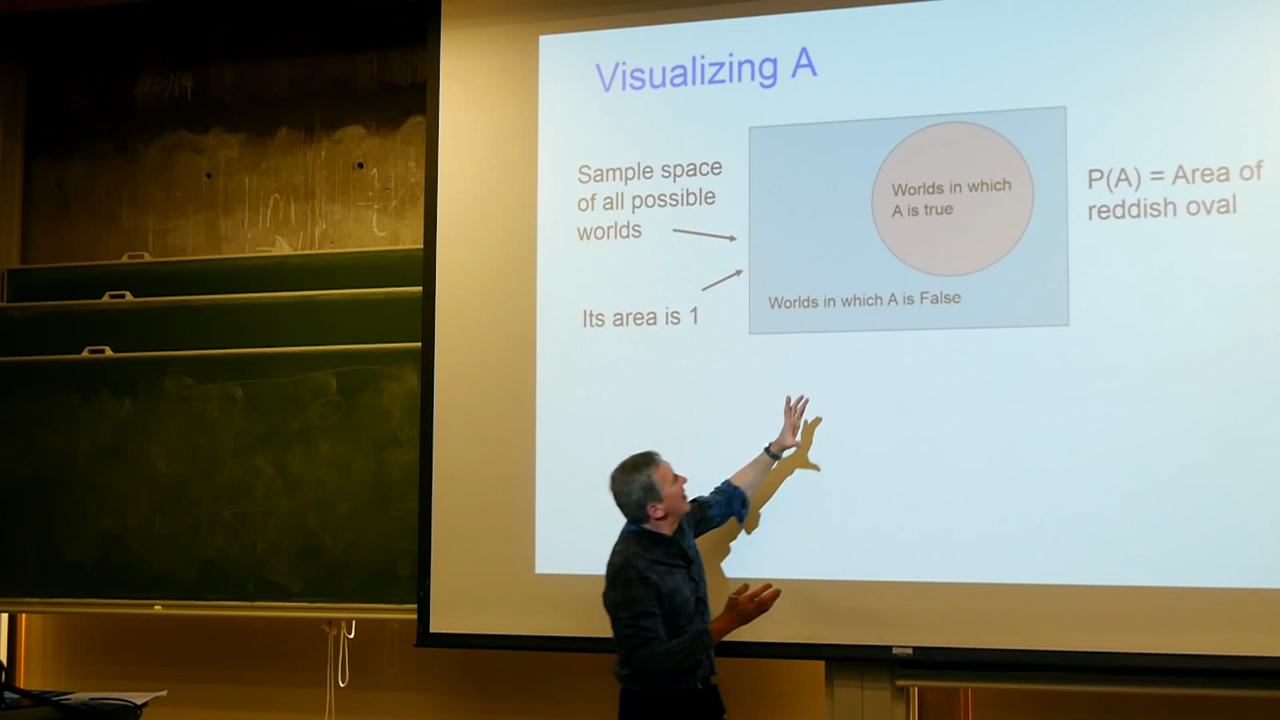 Visualizing A
Sample space
of all possible
worlds
Its area is 1
Worlds in which
A is true
Worlds in which A is False
P(A) = Area of
reddish oval